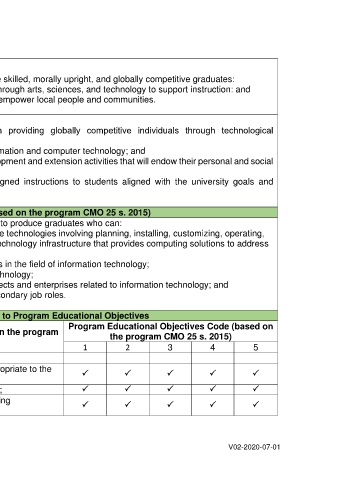 skilled, morally upright, and globally competitive graduates:
through arts, sciences, and technology to support instruction: and
empower local people and communities.
providing globally competitive individuals through technological
mation and computer technology; and
pment and extension activities that will endow their personal and social
gned instructions to students aligned with the university goals and
sed on the program CMO 25 s. 2015)
to produce graduates who can:
e technologies involving planning, installing, customizing, operating,
echnology infrastructure that provides computing solutions to address
s in the field of information technology;
hnology;
ects and enterprises related to information technology; and
condary job roles.
to Program Educational Objectives
n the program
Program Educational Objectives Code (based on
the program CMO 25 s. 2015)
1 2 3 4 5
opriate to the
✓ ✓ ✓ ✓ ✓
;
✓ ✓ ✓ ✓ ✓
ing
✓ ✓ ✓ ✓ ✓
V02-2020-07-01